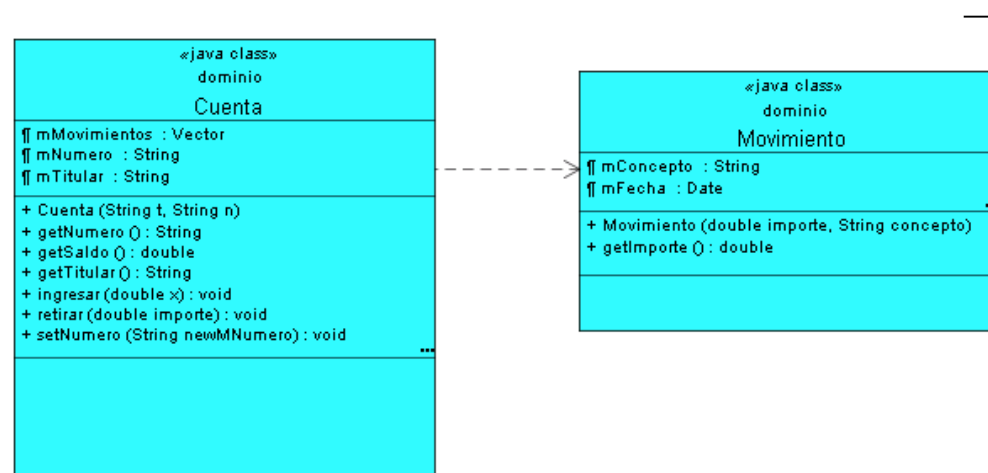 «java class»
dominio
Cuenta
¶ mMovimientos : Vector
¶ mNumero : String
¶ mTitular : String
+ Cuenta (String t, String n)
+ getNumero () : String
+ getSaldo () : double
+ getTitular () : String
+ ingresar (double x) : void
+ retirar (double importe) : void
+ setNumero (String newMNumero) : void
...
«java class»
dominio
Movimiento
¶ mConcepto : String
¶ mFecha : Date
+ Movimiento (double importe, String concepto)
+ getImporte () : double